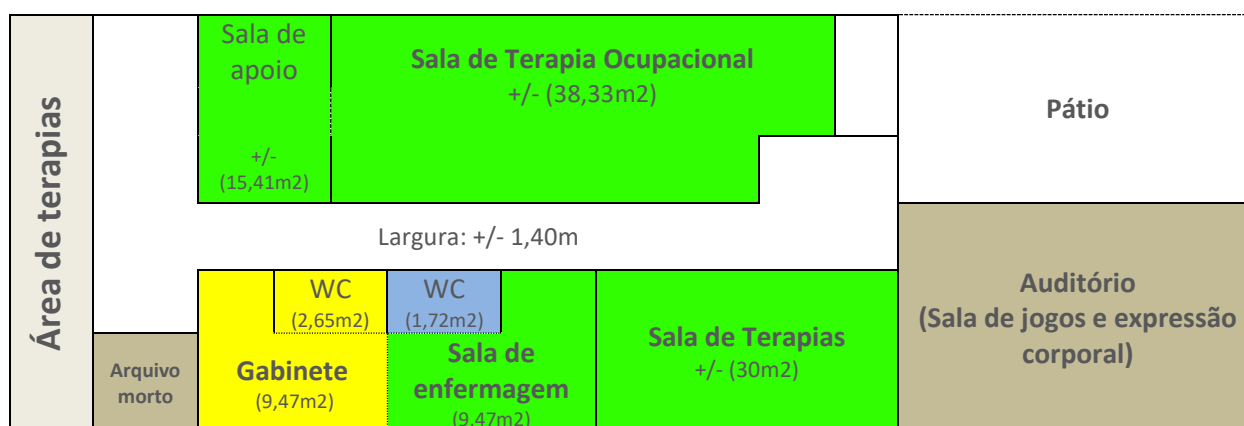 Área de terapias
Sala de
apoio
+/-
(15,41m2)
Sala de Terapia Ocupacional
+/- (38,33m2)
Pátio
Largura: +/- 1,40m
WC
(2,65m2)
WC
(1,72m2)
Arquivo
morto
Gabinete
(9,47m2)
Sala de
enfermagem
(9,47m2)
Sala de Terapias
+/- (30m2)
Auditório
(Sala de jogos e expressão
corporal)